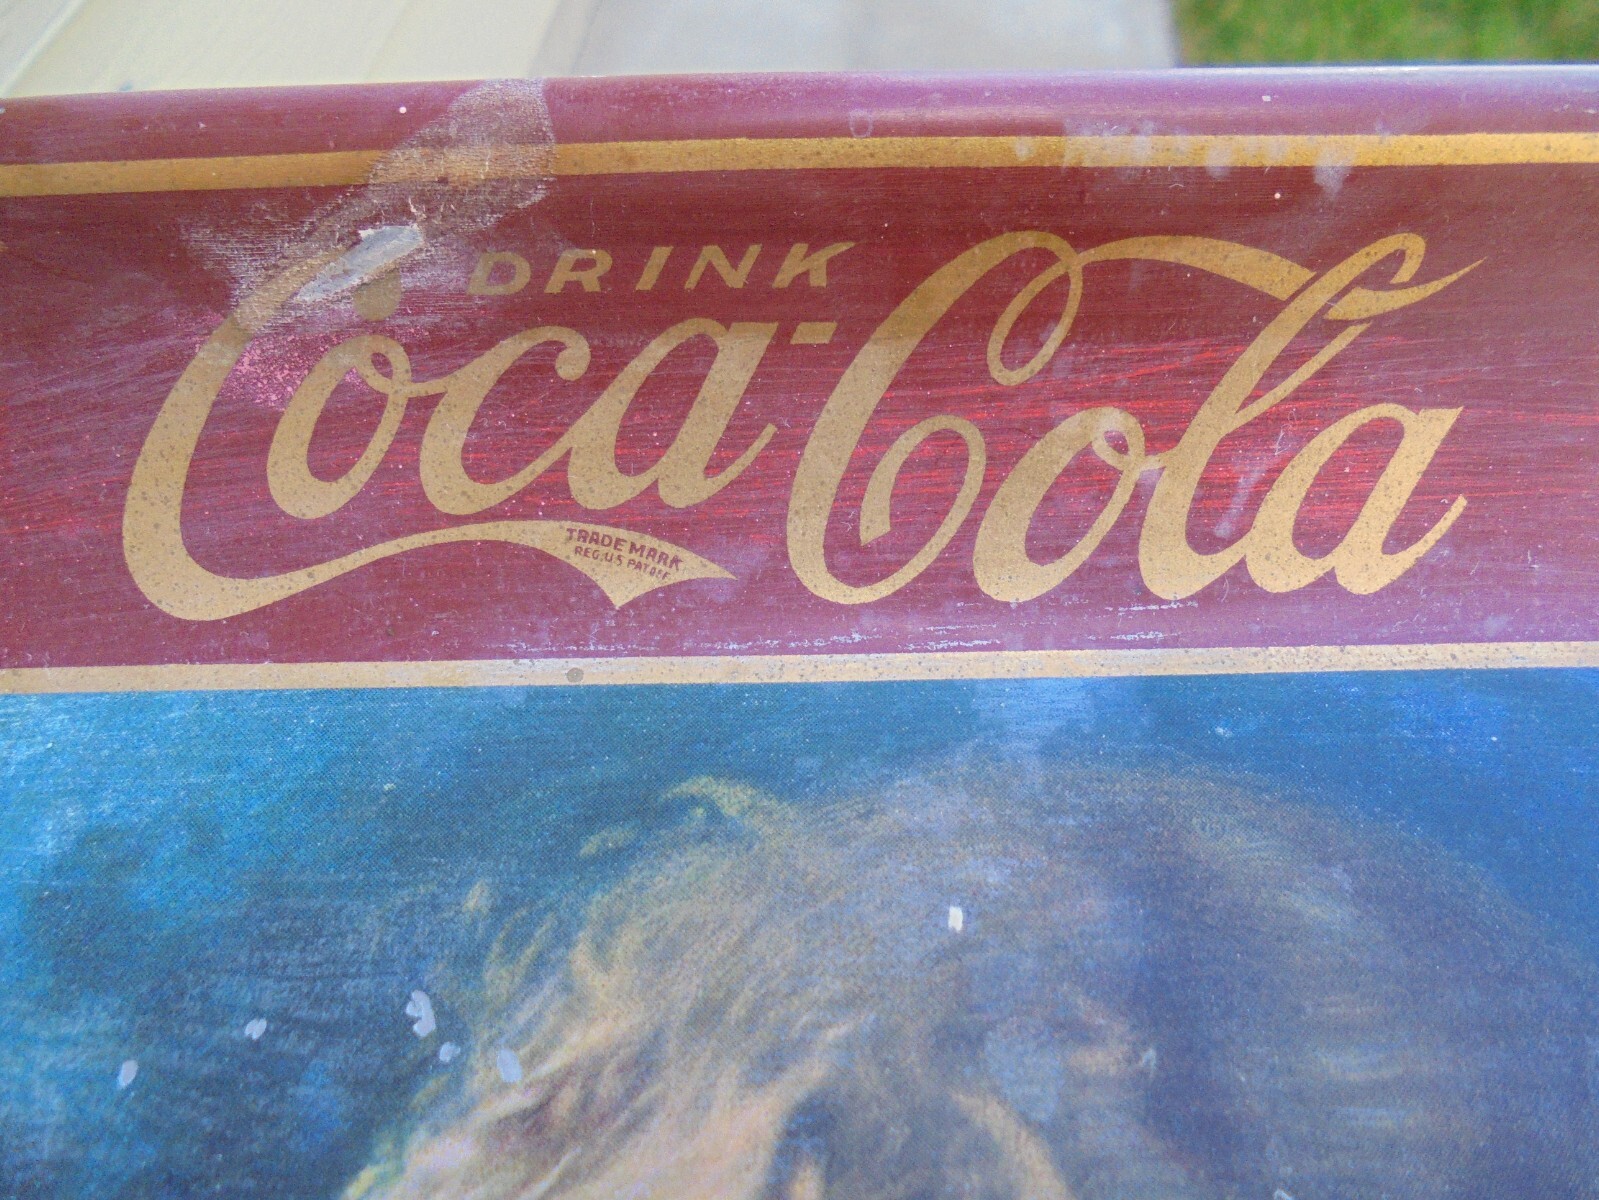 DRINK
Coca-Cola
TRADE MARK
REG. U.S. PAT. OFF.